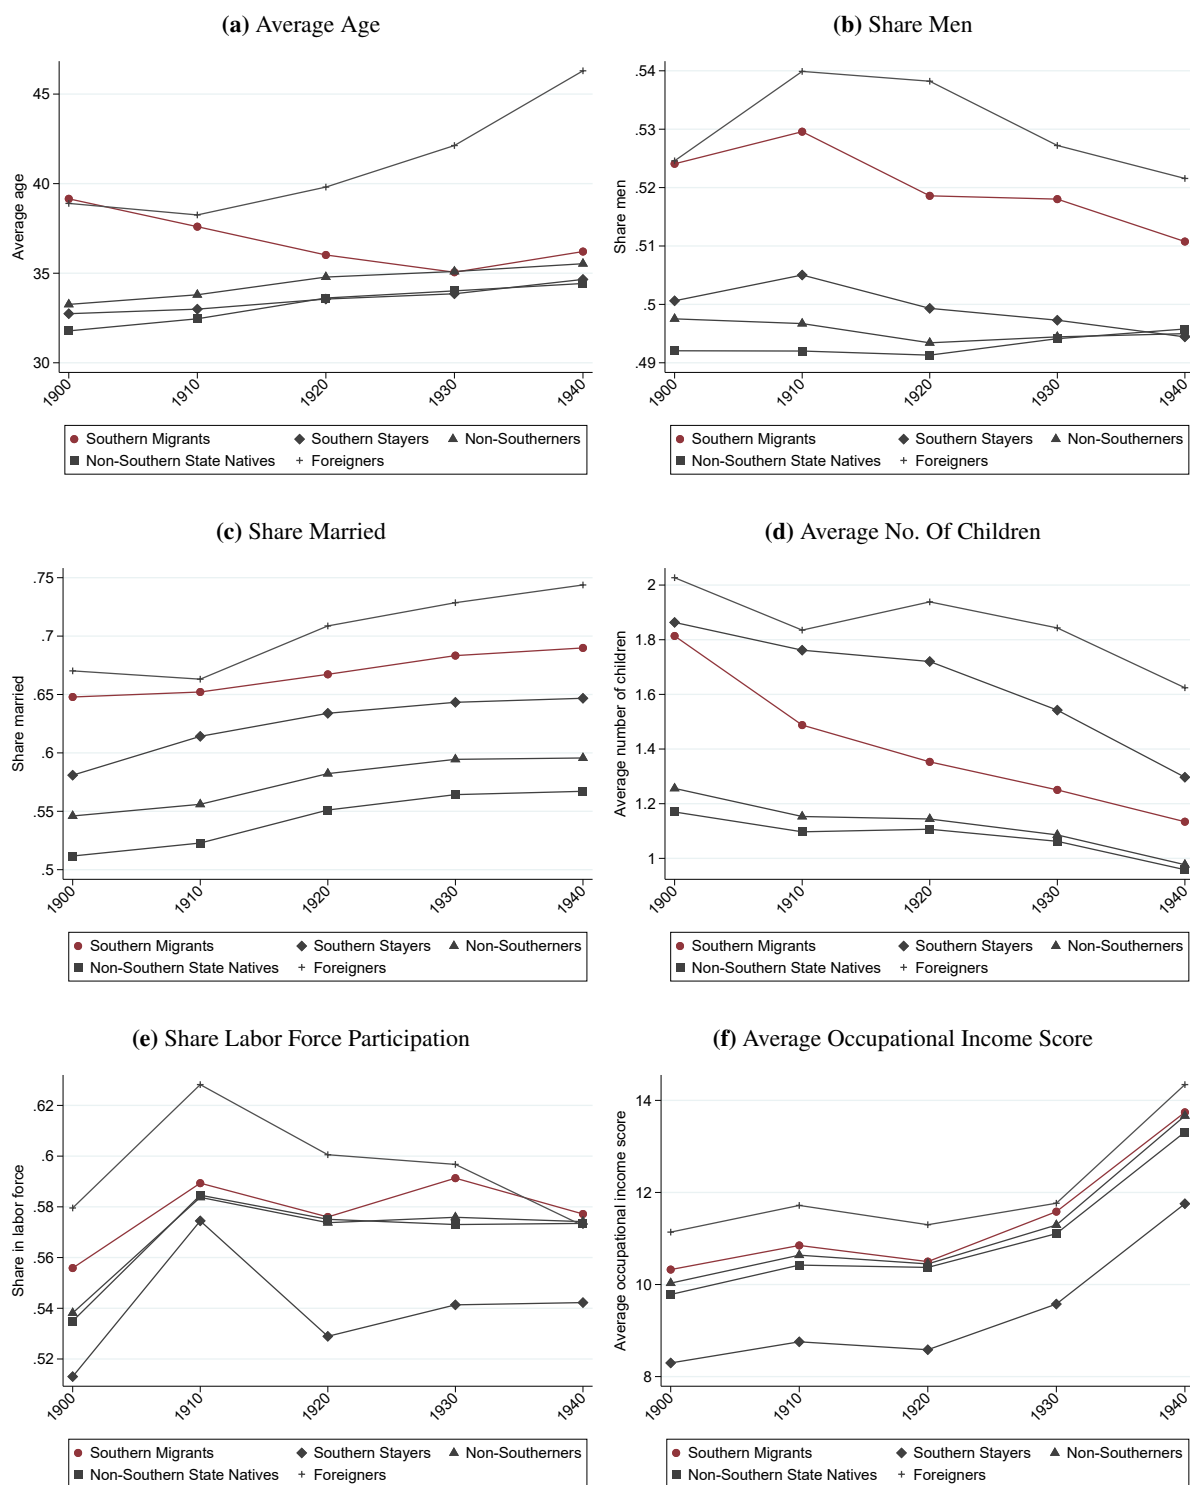 (a) Average Age
45
40
35
30
Average age
1900
1910
1920
1930
1940
Southern Migrants
Southern Stayers
Non-Southerners
Non-Southern State Natives
Foreigners
(b) Share Men
.54
.53
.52
.51
.5
.49
Share men
1900
1910
1920
1930
1940
Southern Migrants
Southern Stayers
Non-Southerners
Non-Southern State Natives
Foreigners
(c) Share Married
.75
.7
.65
.6
.55
.5
Share married
1900
1910
1920
1930
1940
Southern Migrants
Southern Stayers
Non-Southerners
Non-Southern State Natives
Foreigners
(d) Average No. Of Children
2
1.8
1.6
1.4
1.2
1
Average number of children
1900
1910
1920
1930
1940
Southern Migrants
Southern Stayers
Non-Southerners
Non-Southern State Natives
Foreigners
(e) Share Labor Force Participation
.62
.6
.58
.56
.54
.52
Share in labor force
1900
1910
1920
1930
1940
Southern Migrants
Southern Stayers
Non-Southerners
Non-Southern State Natives
Foreigners
(f) Average Occupational Income Score
14
12
10
8
Average occupational income score
1900
1910
1920
1930
1940
Southern Migrants
Southern Stayers
Non-Southerners
Non-Southern State Natives
Foreigners